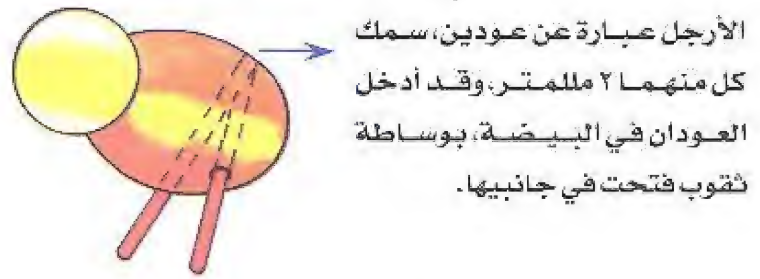 الأرجل عبارة عن عودين، سمك
كل منهما ٢ مللمتر، وقد أدخل
العودان في البيضة، بوساطة
ثقوب فتحت في جانبيها.